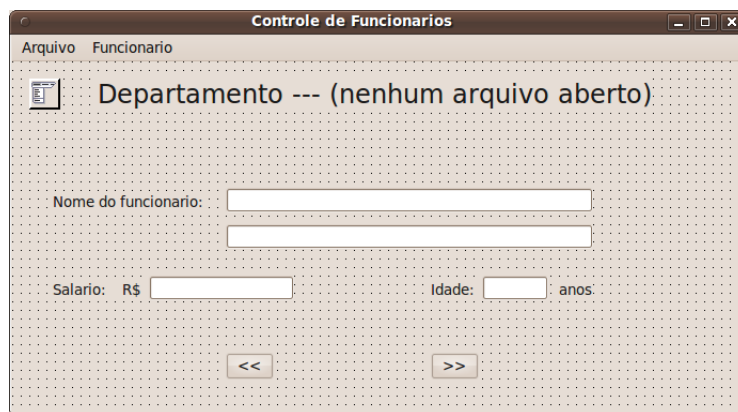 Controle de Funcionarios
Arquivo Funcionario
Departamento --- (nenhum arquivo aberto)
Nome do funcionario:
Salario: R$ Idade: anos
<< >>